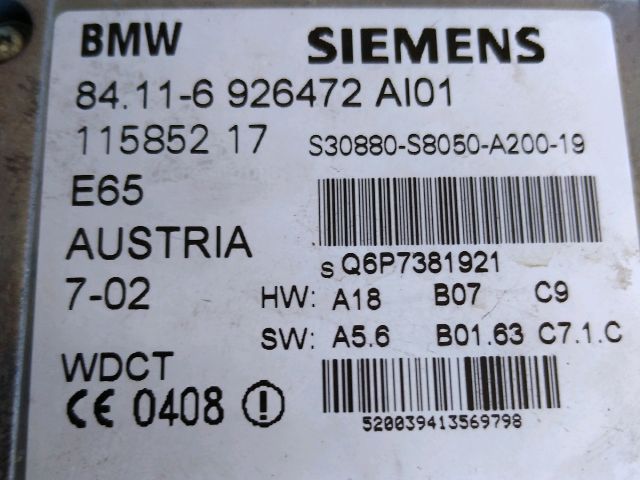 BMW SIEMENS
84.11-6 926472 AI01
115852 17 S30880-S8050-A200-19
E65
AUSTRIA
s Q6P7381921
7-02 HW: A18 B07 C9
SW: A5.6 B01.63 C7.1.C
WDCT
CE 0408
520039413569798